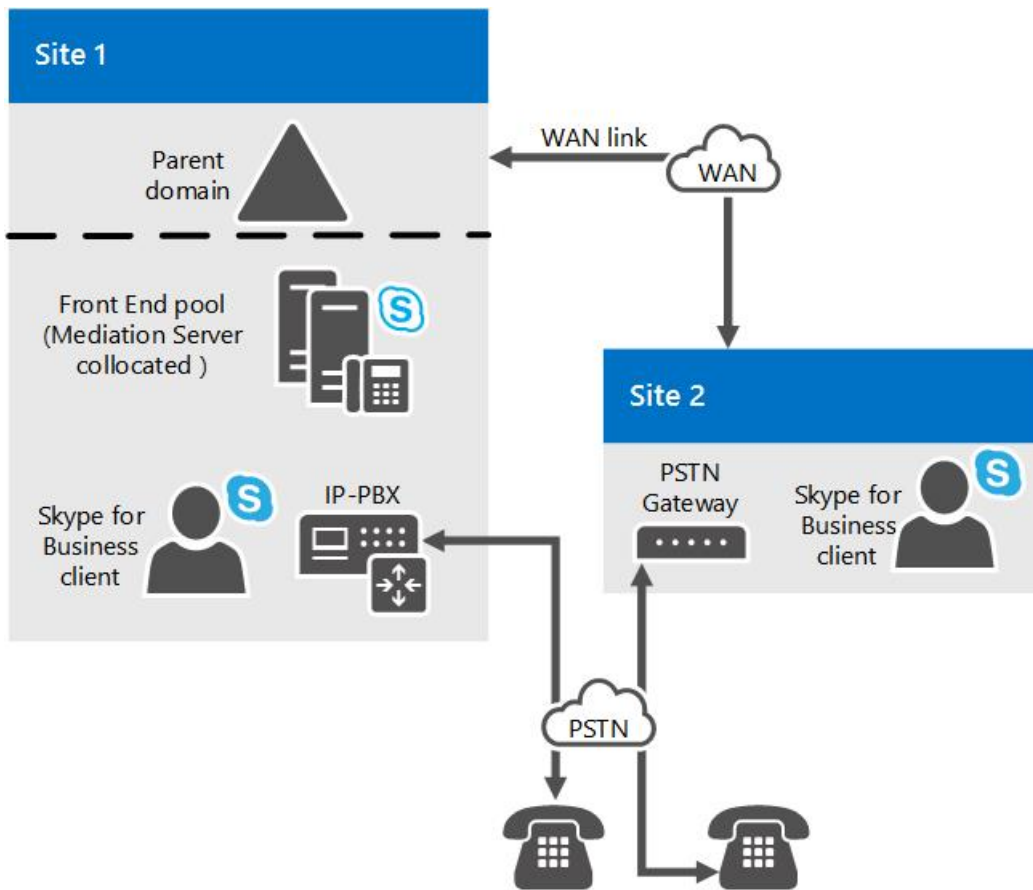 Site 1
Parent
domain
WAN link
WAN
Front End pool
(Mediation Server
collocated )
Skype for
Business
client
S
S
IP-PBX
Site 2
PSTN
Gateway
Skype for
Business
client
S
PSTN